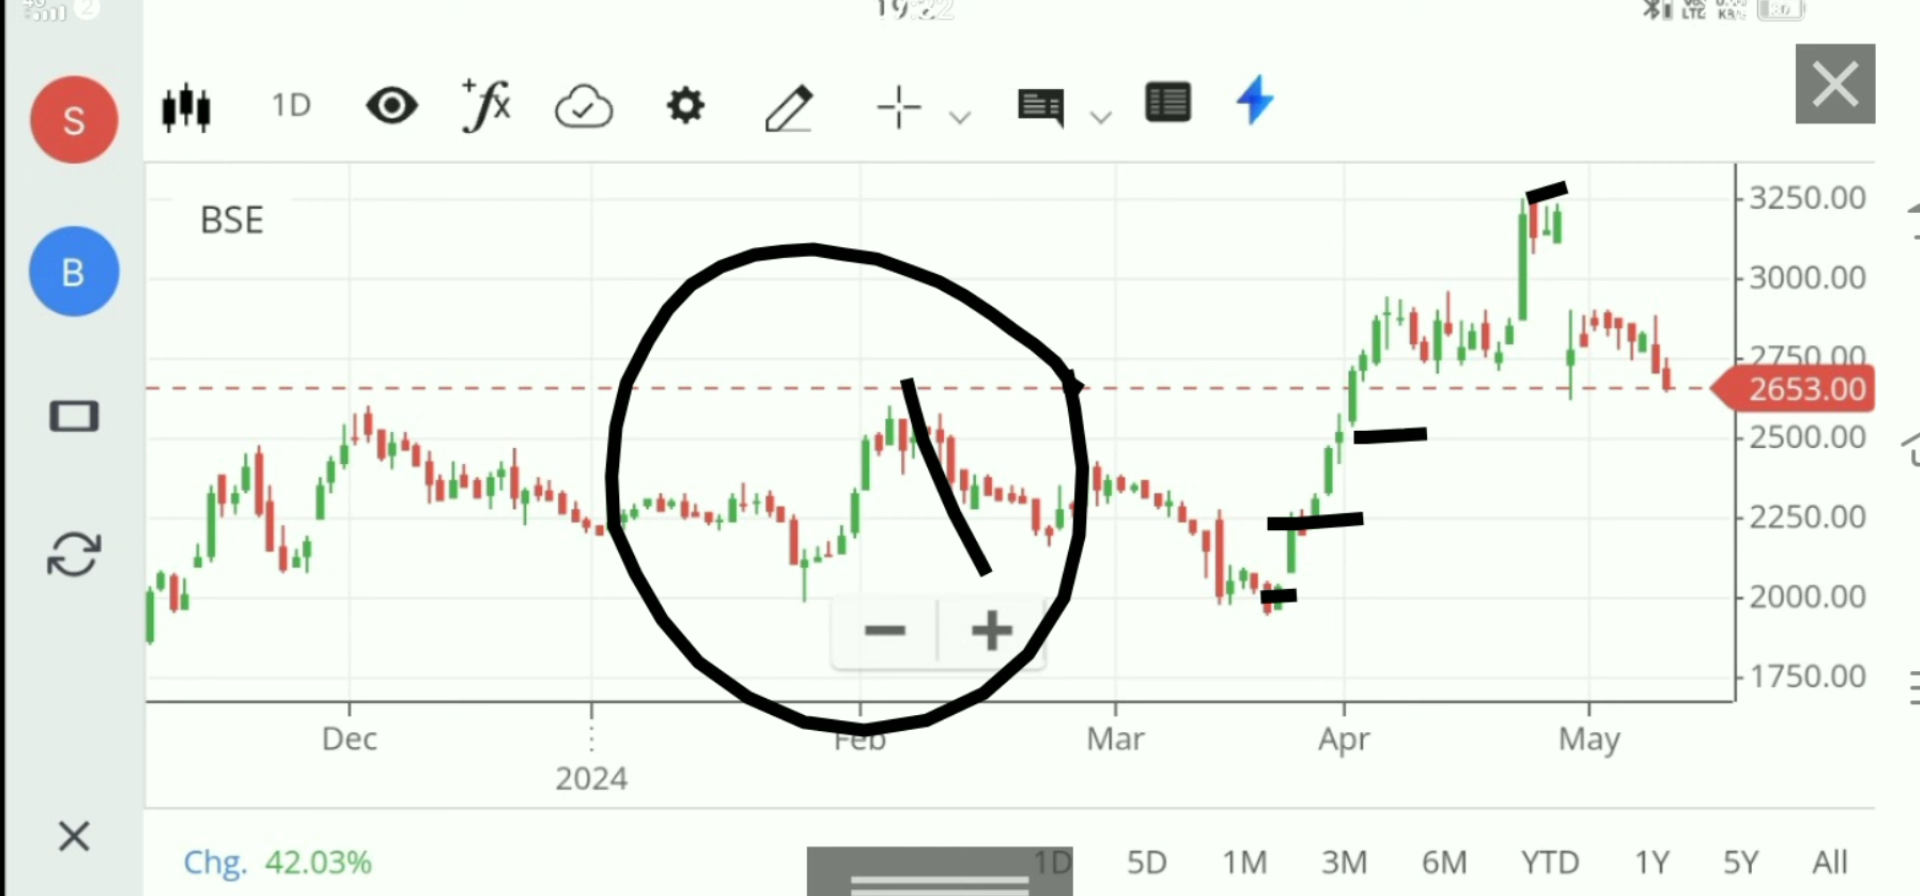 2
S
1D
BSE
3250.00
3000.00
B
2750.00
2653.00
2500.00
2250.00
2000.00
1750.00
Dec
Feb
Mar
Apr
May
2024
Chg. 42.03%
1D 5D 1M 3M 6M YTD 1Y 5Y All